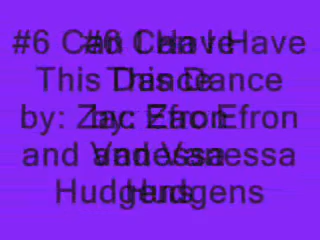 #6 Can I Have
This Dance
by: Zac Efron
and Vanessa
Hudgens